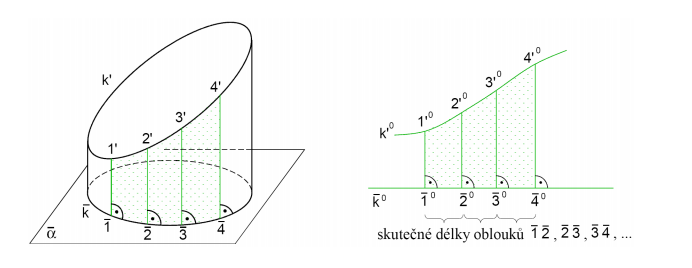 k'
1'
2'
3'
4'
k̅
α̅
1̅
2̅
3̅
4̅
k'⁰
1'⁰
2'⁰
3'⁰
4'⁰
k̅⁰
1̅⁰
2̅⁰
3̅⁰
4̅⁰
skutečné délky oblouků 1̅ 2̅ , 2̅ 3̅ , 3̅ 4̅ , ...